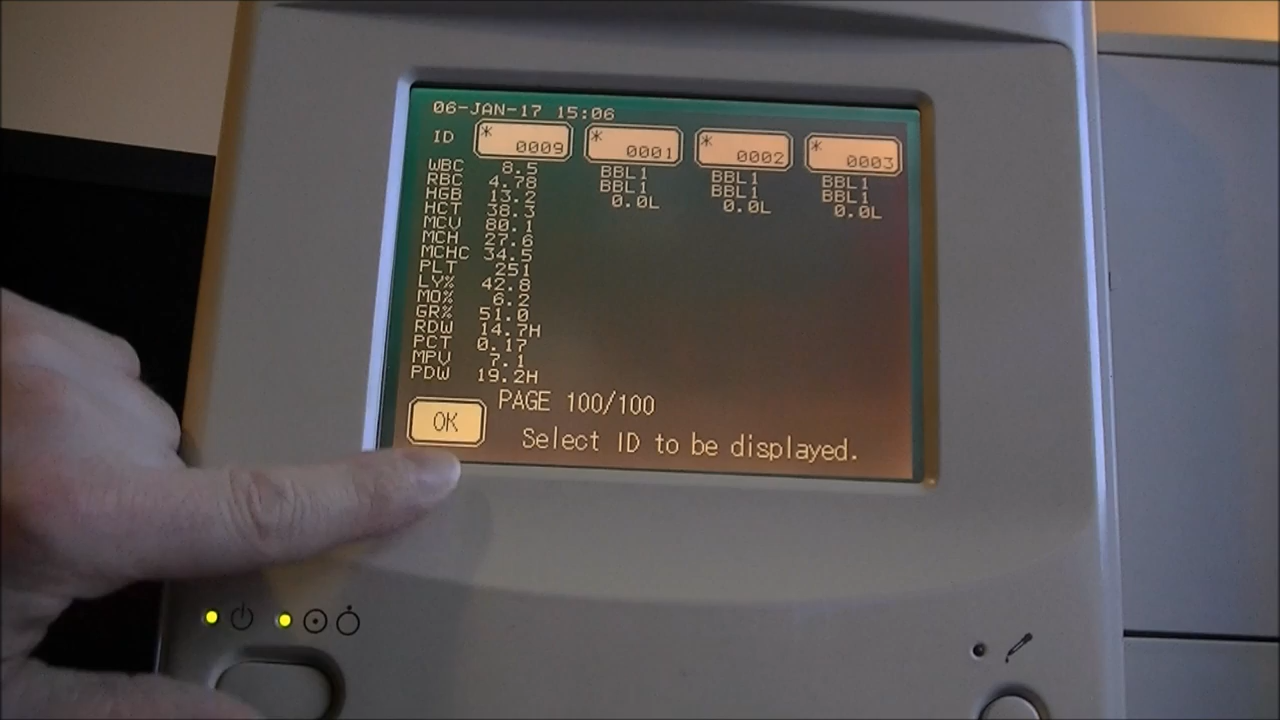 06-JAN-17 15:06
ID * 0009 * 0001 * 0002 * 0003
WBC 8.5 BBL1 BBL1 BBL1
RBC 4.78 BBL1 BBL1 BBL1
HGB 13.2 0.0L 0.0L 0.0L
HCT 38.3
MCV 80.1
MCH 27.6
MCHC 34.5
PLT 251
LY% 42.8
MO% 6.2
GR% 51.0
RDW 14.7H
PCT 0.17
MPV 7.1
PDW 19.2H
PAGE 100/100
OK
Select ID to be displayed.